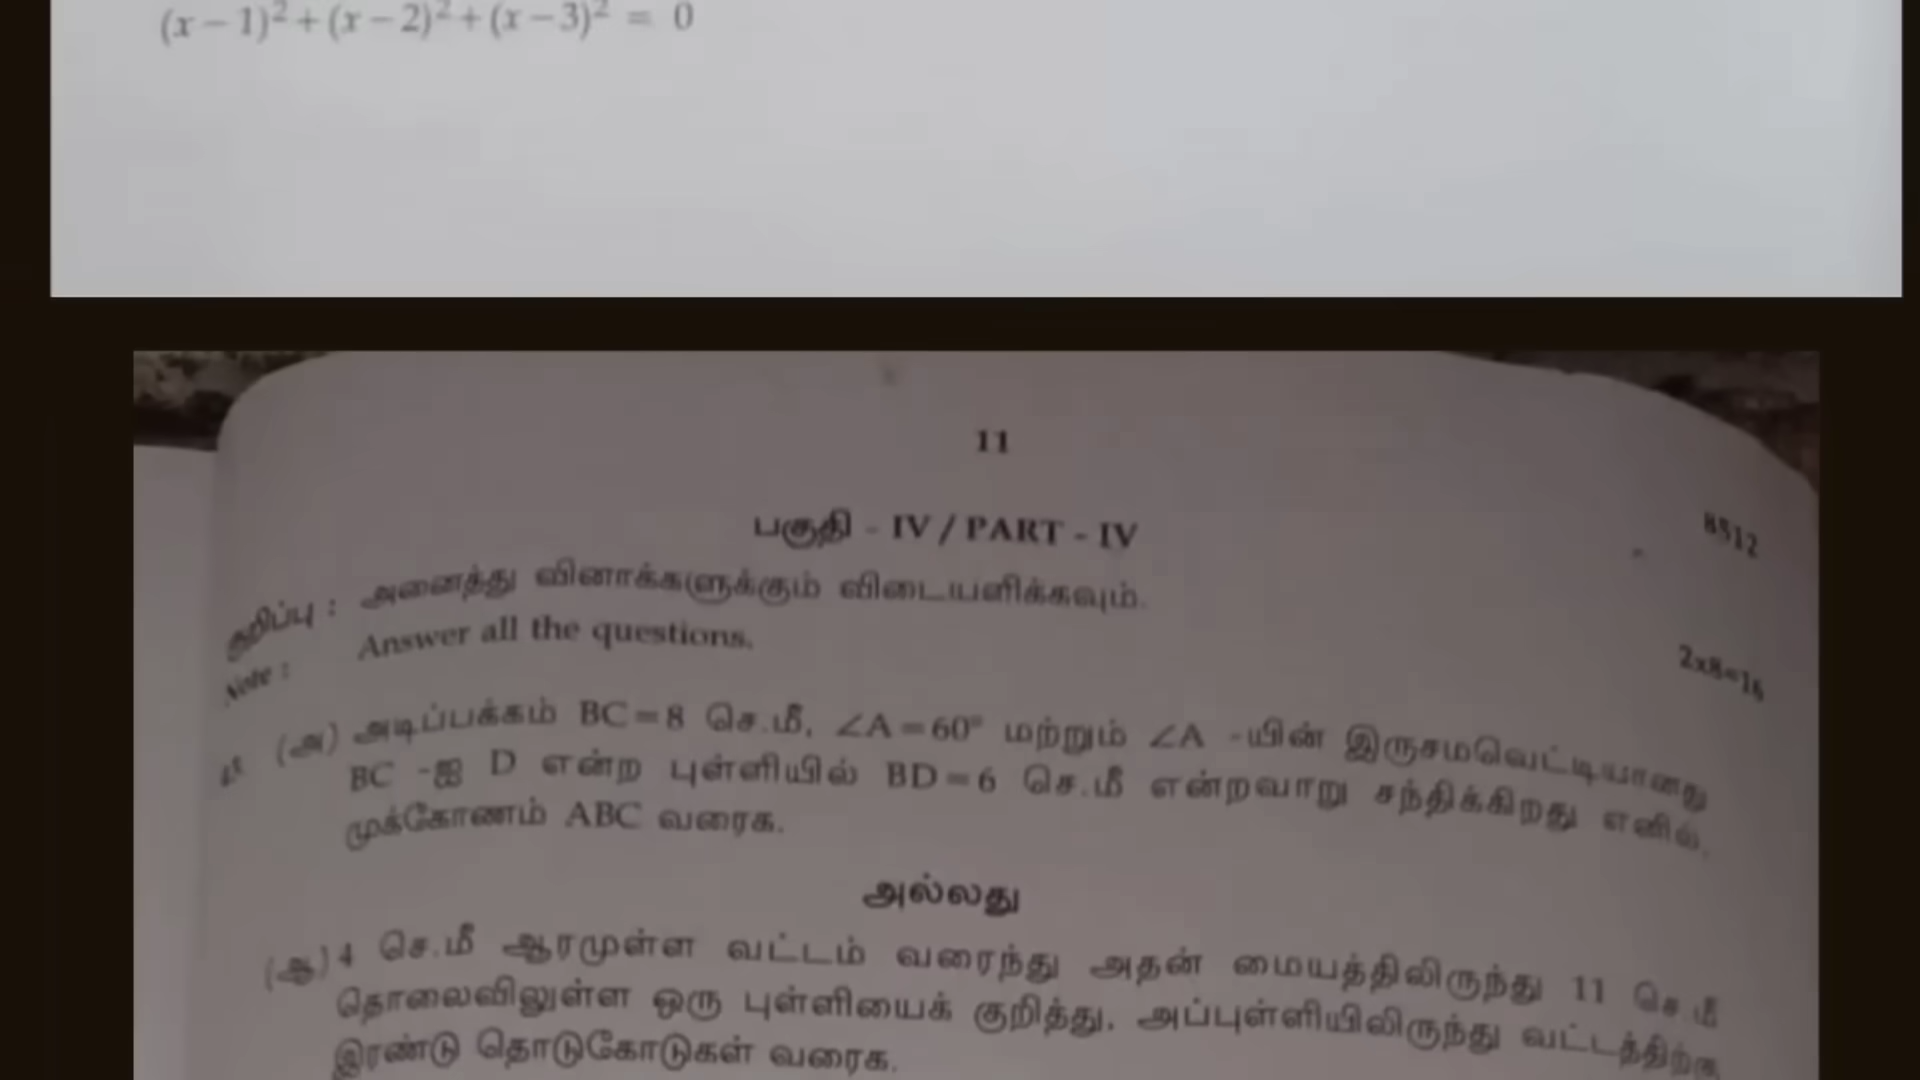 (x − 1)² + (x − 2)² + (x − 3)² = 0
11
பகுதி - IV / PART - IV
8512
குறிப்பு : அனைத்து வினாக்களுக்கும் விடையளிக்கவும்.
Note : Answer all the questions.
2x8=16
(அ) அடிப்பக்கம் BC=8 செ.மீ, ∠A=60° மற்றும் ∠A -யின் இருசமவெட்டியானது
BC -ஐ D என்ற புள்ளியில் BD=6 செ.மீ என்றவாறு சந்திக்கிறது எனில்,
முக்கோணம் ABC வரைக.
அல்லது
(ஆ) 4 செ.மீ ஆரமுள்ள வட்டம் வரைந்து அதன் மையத்திலிருந்து 11 செ.மீ
தொலைவிலுள்ள ஒரு புள்ளியைக் குறித்து, அப்புள்ளியிலிருந்து வட்டத்திற்கு
இரண்டு தொடுகோடுகள் வரைக.